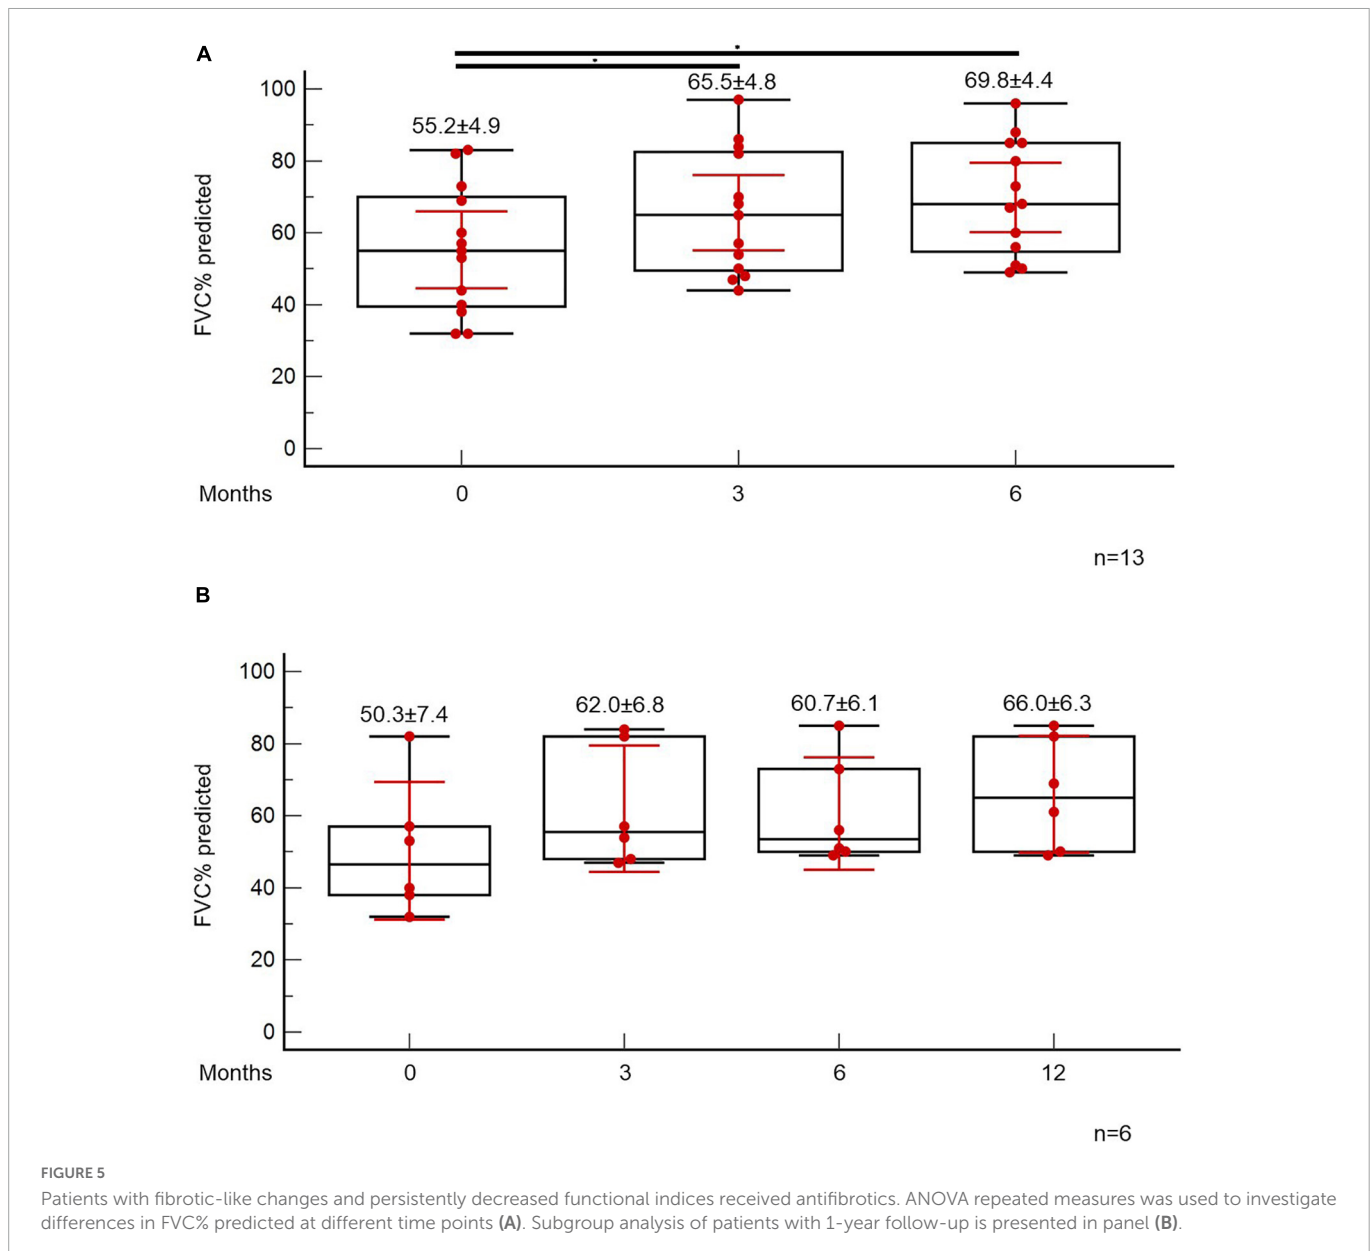 A
* 
*
65.5±4.8
69.8±4.4
55.2±4.9
100
80
60
40
20
0
FVC% predicted
Months 0 3 6
n=13
B
100
80
60
40
20
0
FVC% predicted
50.3±7.4 62.0±6.8 60.7±6.1 66.0±6.3
Months 0 3 6 12
n=6
FIGURE 5
Patients with fibrotic-like changes and persistently decreased functional indices received antifibrotics. ANOVA repeated measures was used to investigate
differences in FVC% predicted at different time points (A). Subgroup analysis of patients with 1-year follow-up is presented in panel (B).